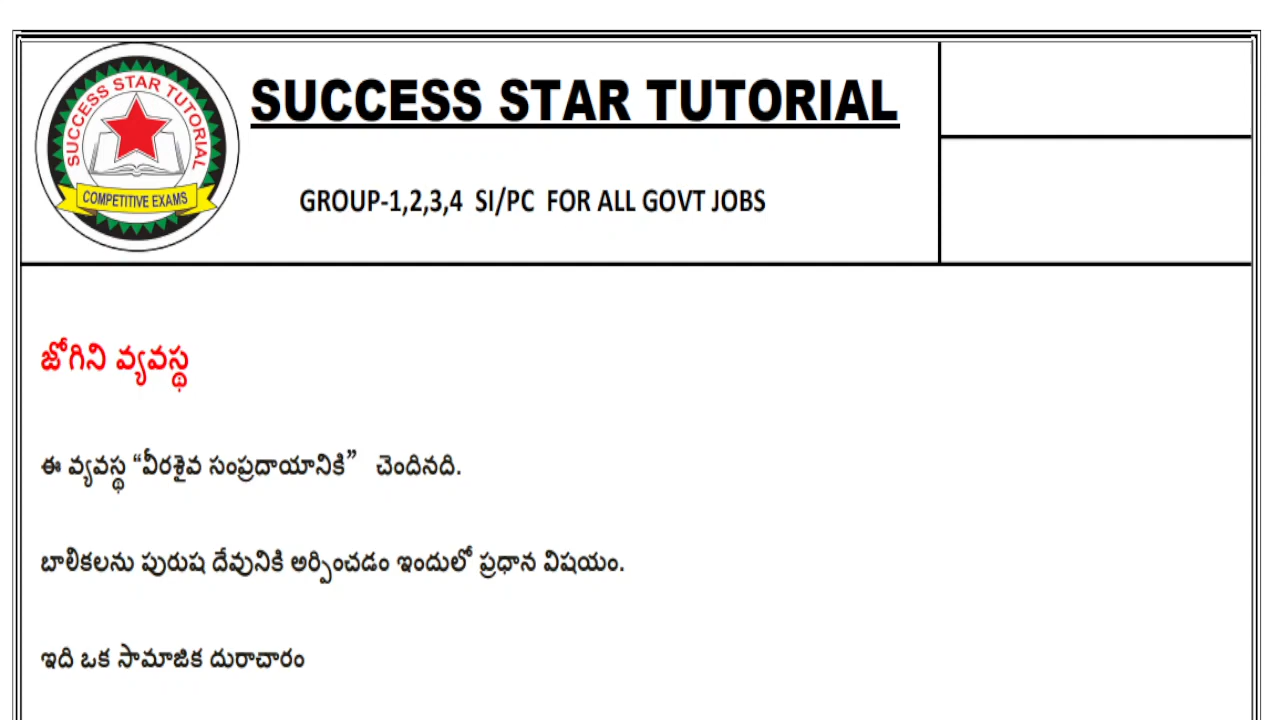 SUCCESS STAR TUTORIAL
COMPETITIVE EXAMS
SUCCESS STAR TUTORIAL
GROUP-1,2,3,4 SI/PC FOR ALL GOVT JOBS
జోగిని వ్యవస్థ
ఈ వ్యవస్థ “వీరశైవ సంప్రదాయానికి” చెందినది.
బాలికలను పురుష దేవునికి అర్పించడం ఇందులో ప్రధాన విషయం.
ఇది ఒక సామాజిక దురాచారం